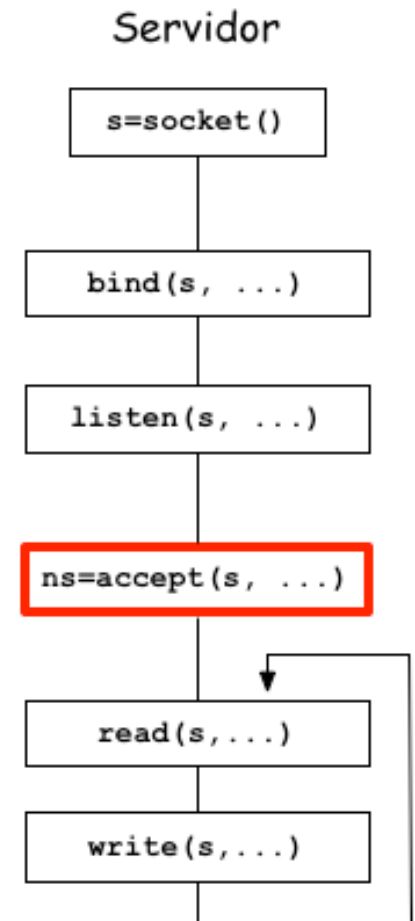 Servidor
s=socket()
bind(s, ...)
listen(s, ...)
ns=accept(s, ...)
read(s,...)
write(s,...)